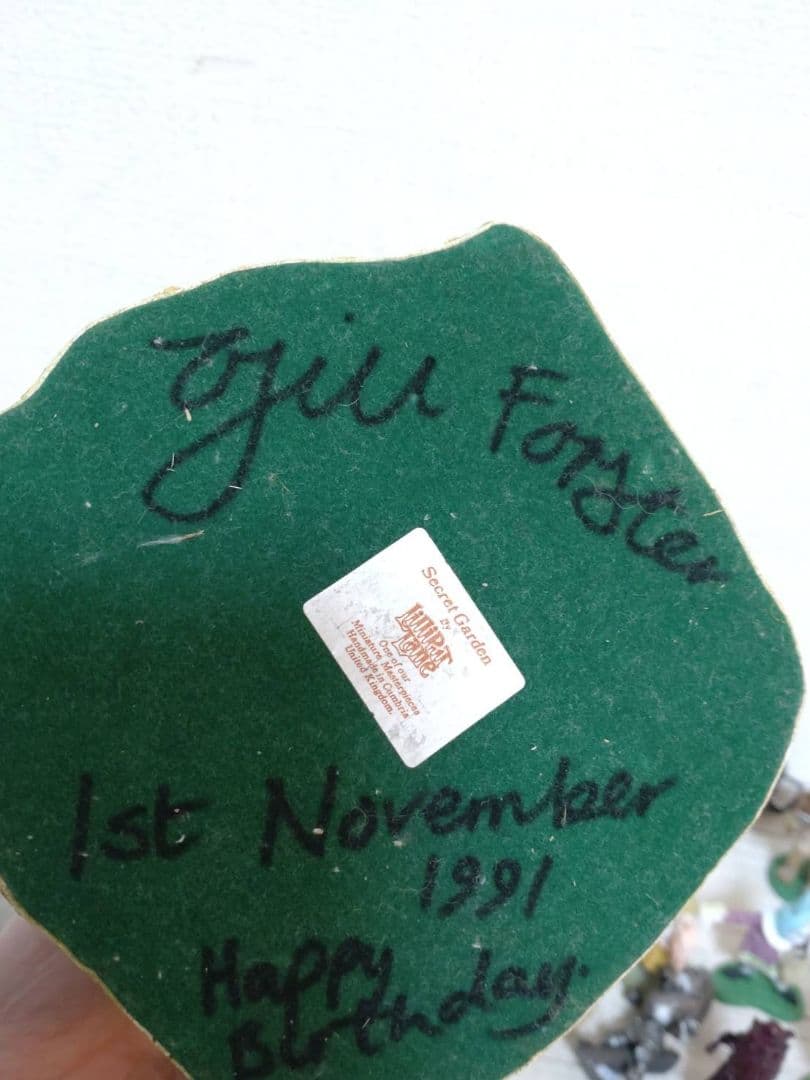 Jill Forster
Secret Garden
By
LILLIPUT
LANE
One of our
Miniature Masterpieces
Handmade in Cumbria
United Kingdom.
1st November
1991
Happy
Birthday.